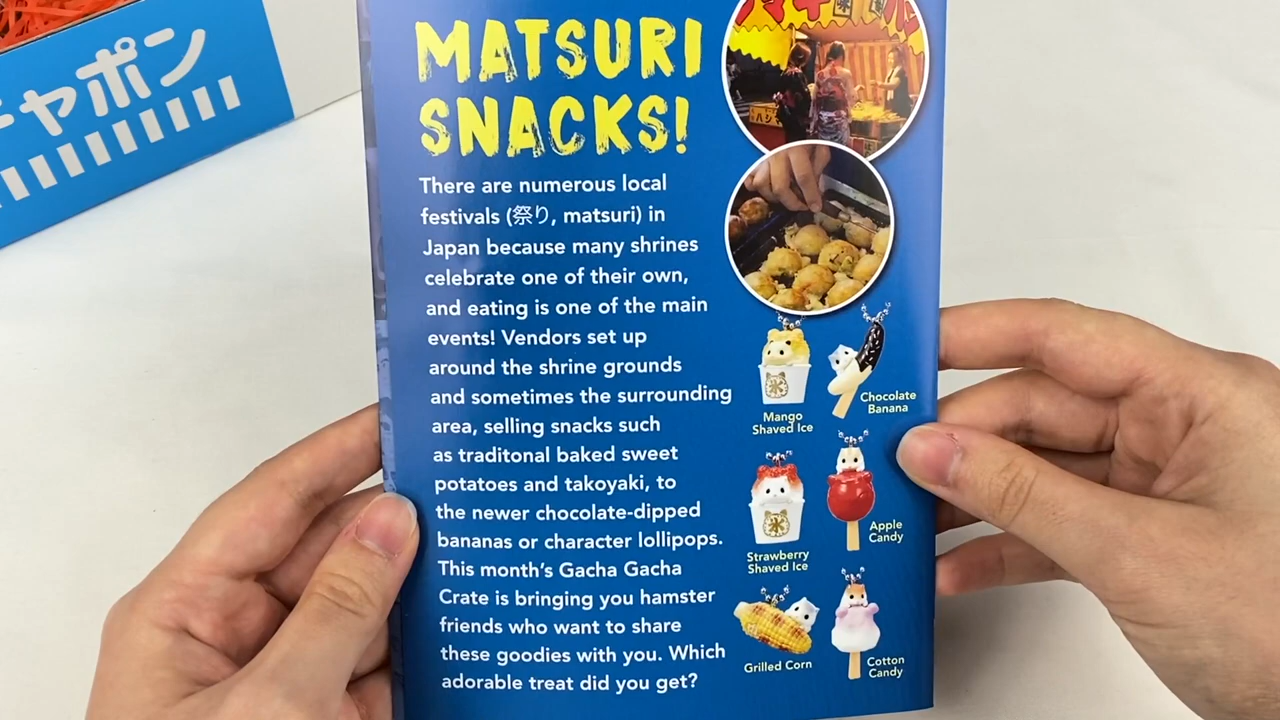 ャポン
MATSURI
SNACKS!
There are numerous local
festivals (祭り, matsuri) in
Japan because many shrines
celebrate one of their own,
and eating is one of the main
events! Vendors set up
around the shrine grounds
and sometimes the surrounding
area, selling snacks such
as traditonal baked sweet
potatoes and takoyaki, to
the newer chocolate-dipped
bananas or character lollipops.
This month's Gacha Gacha
Crate is bringing you hamster
friends who want to share
these goodies with you. Which
adorable treat did you get?
Mango
Shaved Ice
Chocolate
Banana
氷
Strawberry
Shaved Ice
Apple
Candy
氷
Grilled Corn
Cotton
Candy